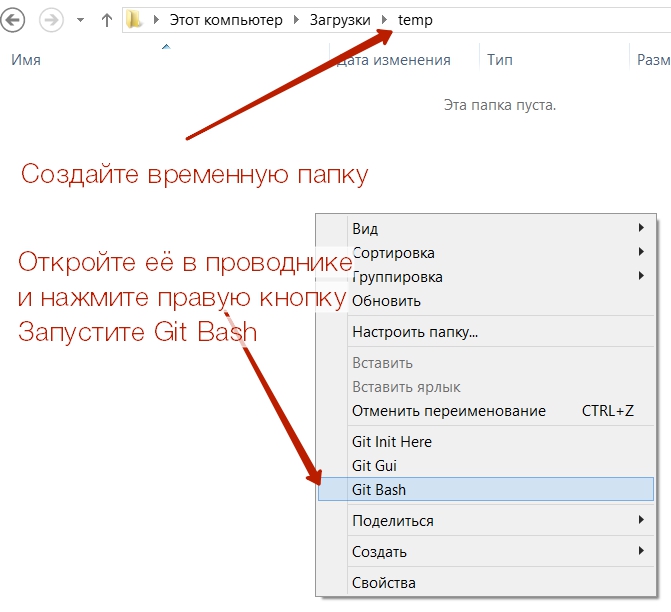 Этот компьютер Загрузки temp
Имя Дата изменения Тип Разм
Эта папка пуста.
Создайте временную папку
Откройте её в проводнике
и нажмите правую кнопку
Запустите Git Bash
Вид
Сортировка
Группировка
Обновить
Настроить папку...
Вставить
Вставить ярлык
Отменить переименование CTRL+Z
Git Init Here
Git Gui
Git Bash
Поделиться
Создать
Свойства